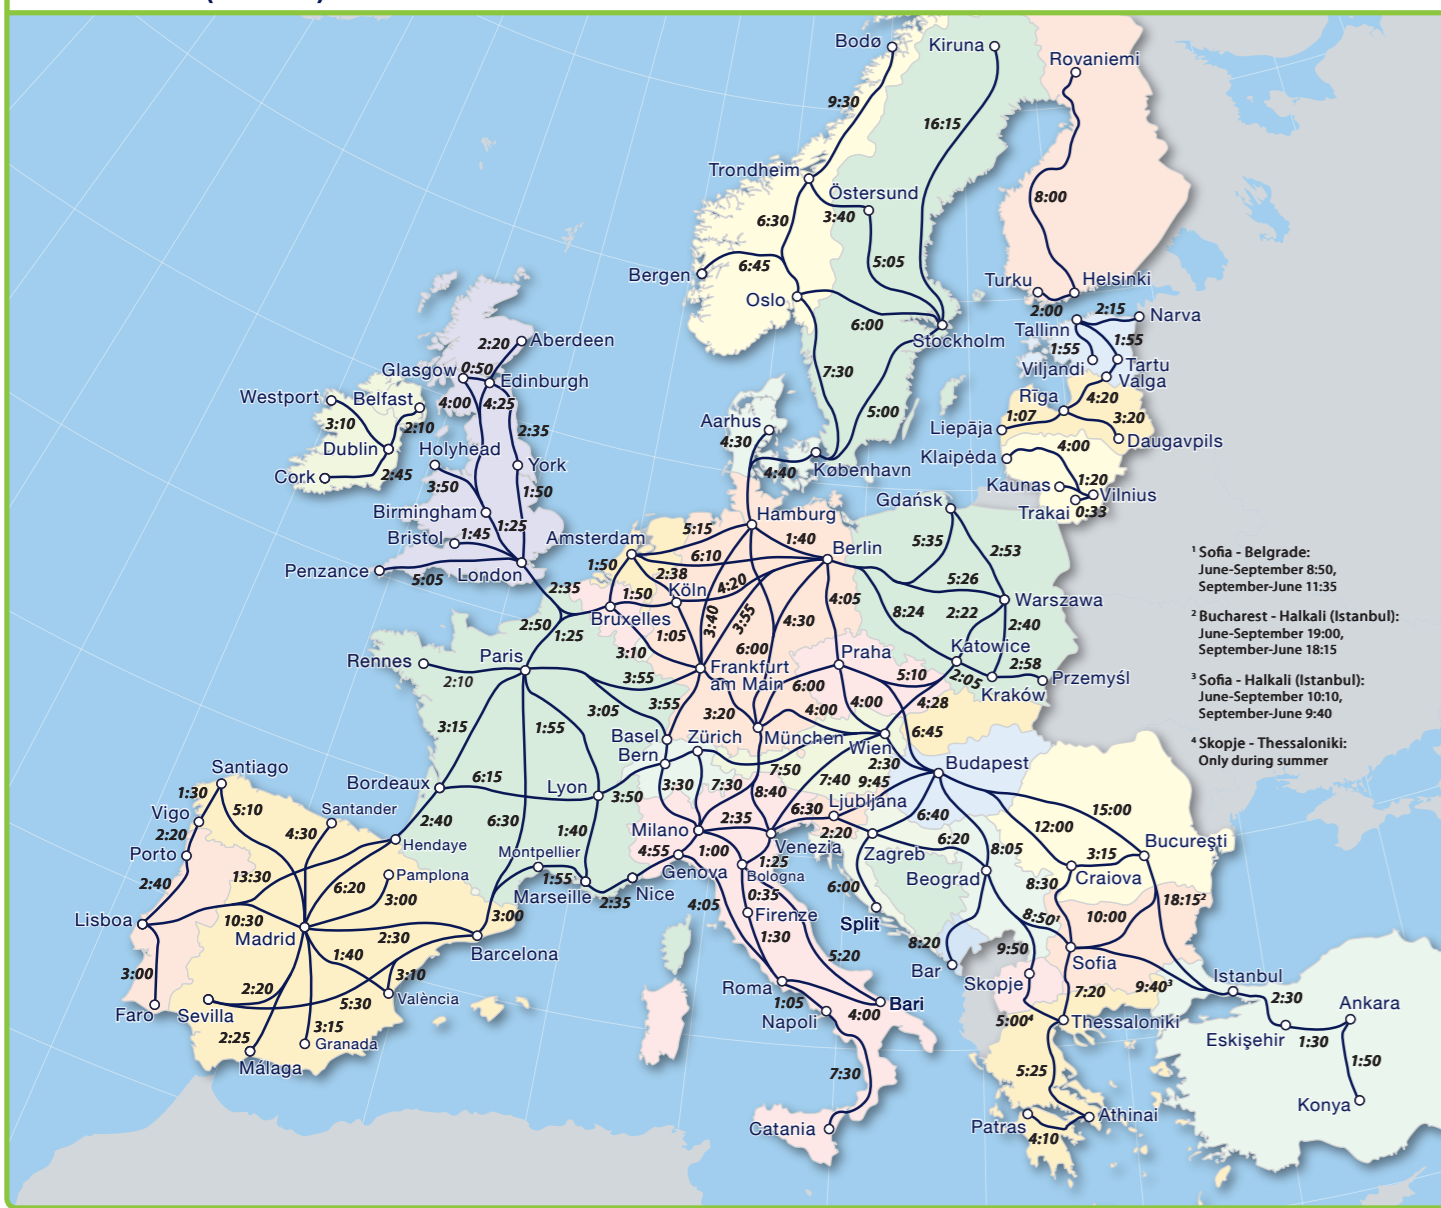 Bodø
Kiruna
Rovaniemi
9:30
16:15
Trondheim
Östersund
3:40
8:00
6:30
5:05
Bergen
6:45
Oslo
Turku
Helsinki
2:00
2:15
Narva
Tallinn
6:00
Stockholm
1:55
1:55
Viljandi
Tartu
Valga
2:20
Aberdeen
Glasgow
0:50
Edinburgh
7:30
Rīga
4:20
Westport
Belfast
4:00
4:25
5:00
1:07
3:20
3:10
2:10
Aarhus
Liepāja
Daugavpils
Dublin
Holyhead
2:35
4:30
4:00
Klaipėda
Cork
2:45
York
4:40
København
1:20
Kaunas
Vilnius
3:50
1:50
Gdańsk
Trakai
0:33
Birmingham
Hamburg
1:25
5:15
Bristol
1:45
Amsterdam
1:40
5:35
2:53
Berlin
¹ Sofia - Belgrade:
June-September 8:50,
September-June 11:35
Penzance
5:05
London
1:50
6:10
2:38
4:20
5:26
2:35
1:50
Köln
4:05
Warszawa
Bruxelles
3:40
3:55
4:30
8:24
2:22
2:40
² Bucharest - Halkali (Istanbul):
June-September 19:00,
September-June 18:15
2:50
1:25
1:05
3:10
6:00
Praha
Katowice
Rennes
Paris
Frankfurt
am Main
2:10
3:55
6:00
5:10
2:05
2:58
Przemyśl
Kraków
³ Sofia - Halkali (Istanbul):
June-September 10:10,
September-June 9:40
3:05
3:55
4:00
4:00
4:28
3:15
1:55
3:20
Basel
Zürich
München
Wien
6:45
⁴ Skopje - Thessaloniki:
Only during summer
Bern
2:30
Budapest
Santiago
6:15
Bordeaux
Lyon
3:50
3:30
7:30
7:50
8:40
7:40
9:45
1:30
5:10
Santander
Ljubljana
Vigo
6:30
6:40
15:00
2:20
4:30
2:40
6:30
1:40
Milano
2:35
2:20
12:00
Porto
Hendaye
Montpellier
4:55
1:00
Venezia
Zagreb
6:20
8:05
București
3:15
2:40
13:30
Pamplona
Genova
1:25
Bologna
Beograd
Craiova
6:20
1:55
Marseille
Nice
0:35
6:00
8:30
3:00
2:35
4:05
Lisboa
10:30
3:00
Firenze
Split
8:50¹
10:00
18:15²
Madrid
2:30
1:30
8:20
9:50
1:40
Barcelona
5:20
Sofia
3:00
3:10
Bar
Skopje
Istanbul
Faro
Sevilla
2:20
5:30
València
Roma
1:05
Bari
7:20
9:40³
2:30
Ankara
4:00
Napoli
5:00⁴
Thessaloniki
2:25
3:15
Granada
Eskişehir
1:30
Málaga
7:30
5:25
1:50
Konya
Catania
Patras
Athinai
4:10